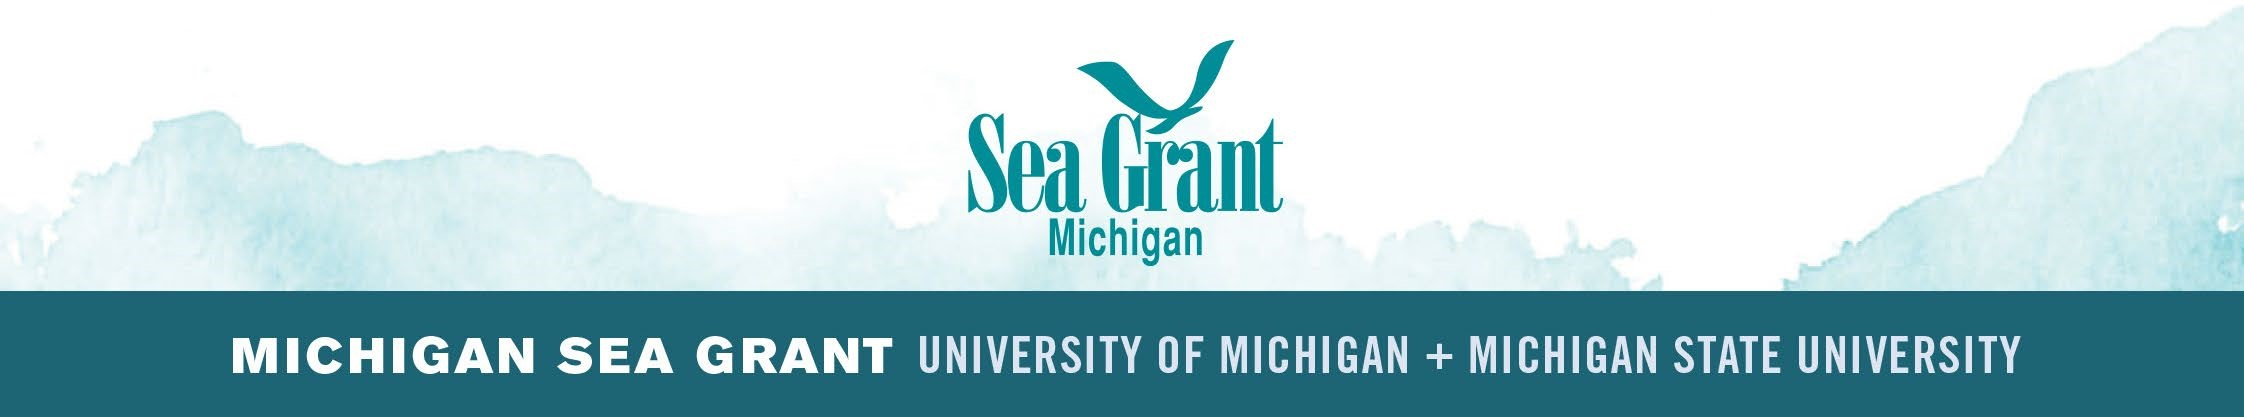 Sea Grant
Michigan
MICHIGAN SEA GRANT UNIVERSITY OF MICHIGAN + MICHIGAN STATE UNIVERSITY